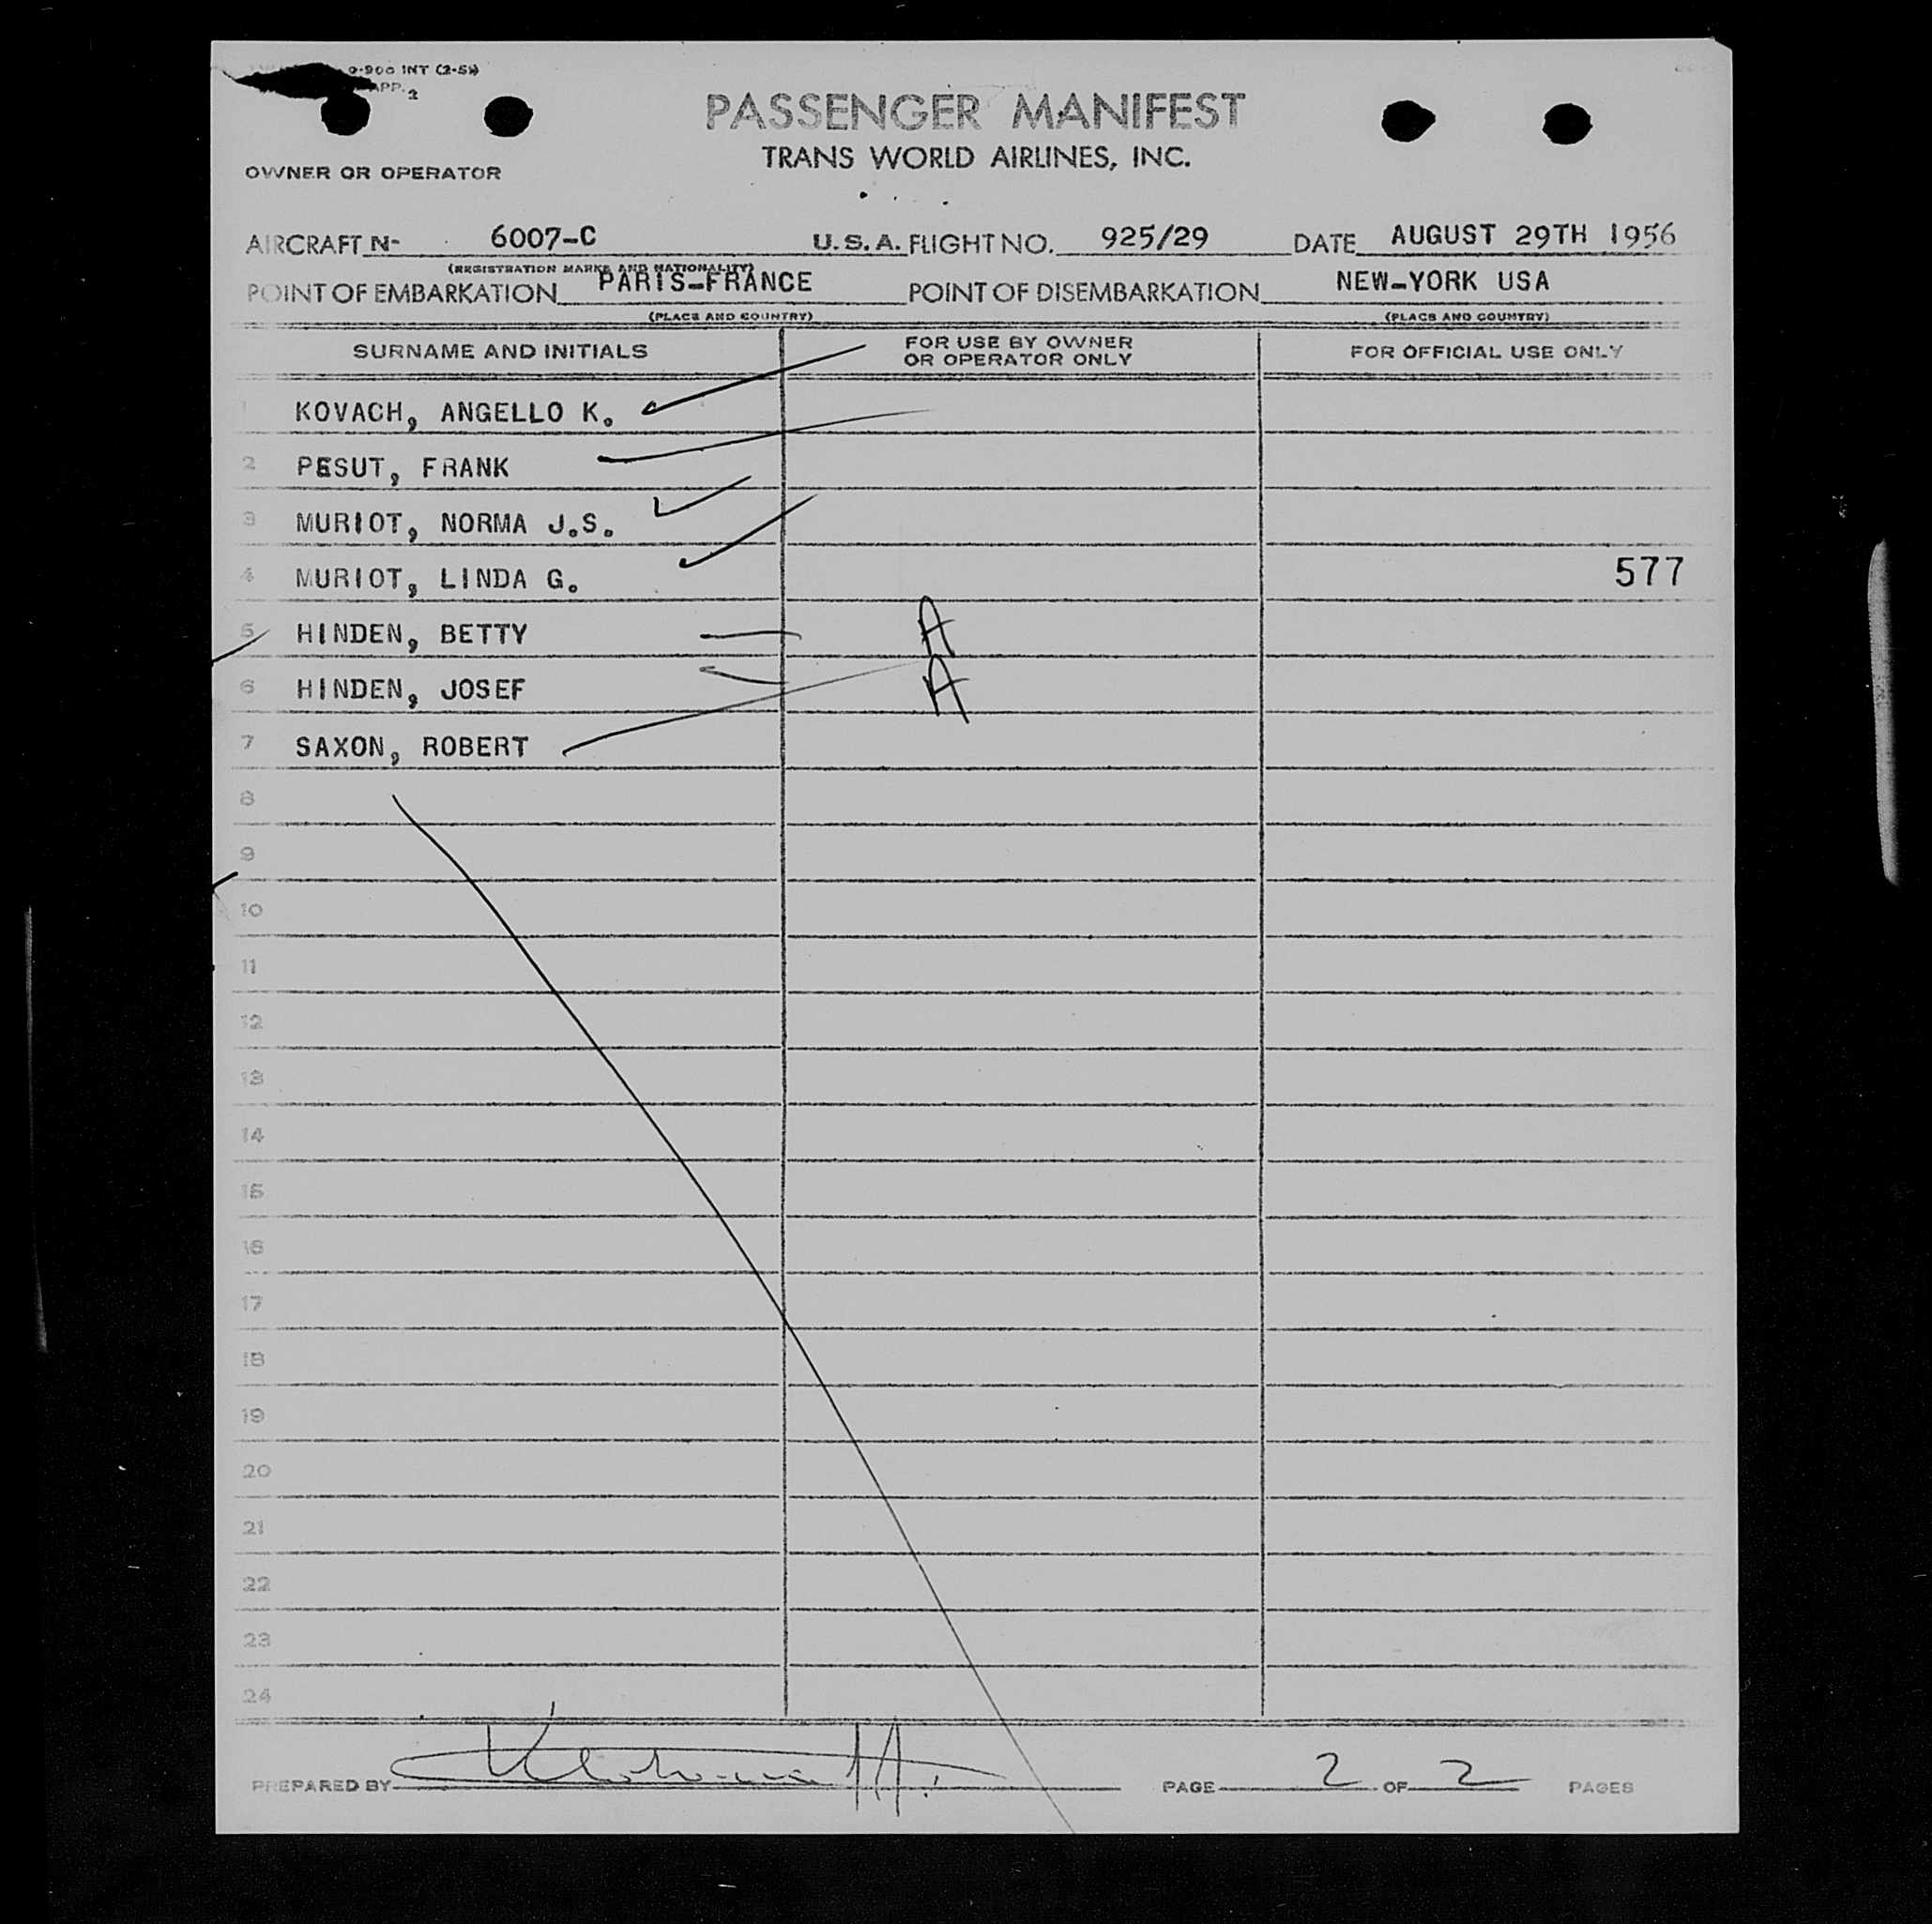 0-906 INT (2-51)
APP. 2
PASSENGER MANIFEST
TRANS WORLD AIRLINES, INC.
OWNER OR OPERATOR
AIRCRAFT N- 6007-C U.S.A. FLIGHT NO. 925/29 DATE AUGUST 29TH 1956
(REGISTRATION MARKS AND NATIONALITY)
POINT OF EMBARKATION PARIS-FRANCE POINT OF DISEMBARKATION NEW-YORK USA
(PLACE AND COUNTRY) (PLACE AND COUNTRY)
SURNAME AND INITIALS FOR USE BY OWNER OR OPERATOR ONLY FOR OFFICIAL USE ONLY
1 KOVACH, ANGELLO K.
2 PESUT, FRANK
3 MURIOT, NORMA J.S.
4 MURIOT, LINDA G. 577
5 HINDEN, BETTY A
6 HINDEN, JOSEF A
7 SAXON, ROBERT
8
9
10
11
12
13
14
15
16
17
18
19
20
21
22
23
24
PREPARED BY PAGE 2 OF 2 PAGES